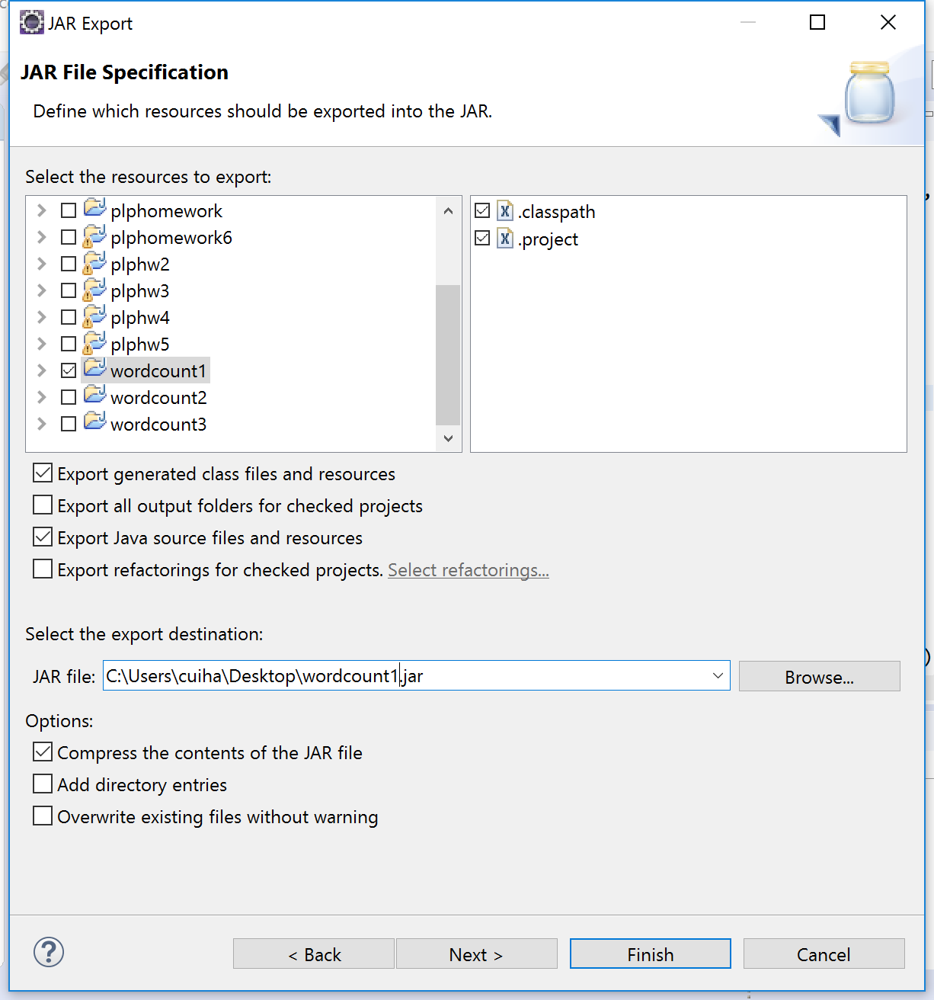 JAR Export
JAR File Specification
Define which resources should be exported into the JAR.
Select the resources to export:
plphomework
plphomework6
plphw2
plphw3
plphw4
plphw5
wordcount1
wordcount2
wordcount3
.classpath
.project
Export generated class files and resources
Export all output folders for checked projects
Export Java source files and resources
Export refactorings for checked projects. Select refactorings...
Select the export destination:
JAR file: C:\Users\cuiha\Desktop\wordcount1.jar Browse...
Options:
Compress the contents of the JAR file
Add directory entries
Overwrite existing files without warning
? < Back Next > Finish Cancel